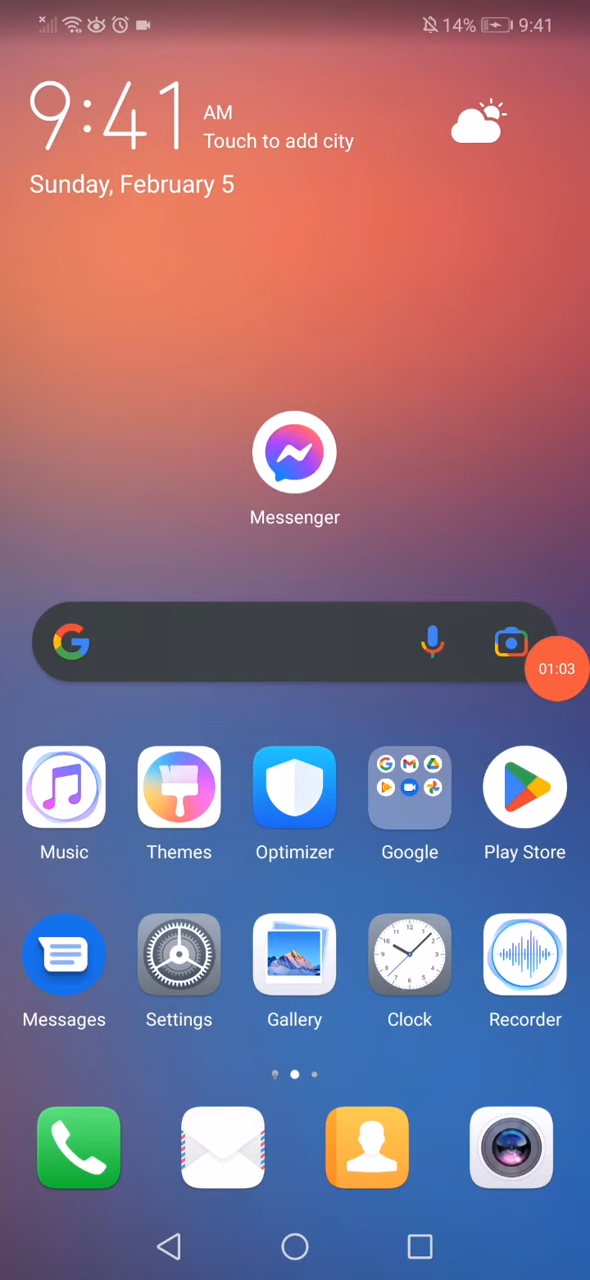 14% 9:41
9:41 AM
Touch to add city
Sunday, February 5
Messenger
01:03
Music Themes Optimizer Google Play Store
Messages Settings Gallery Clock Recorder